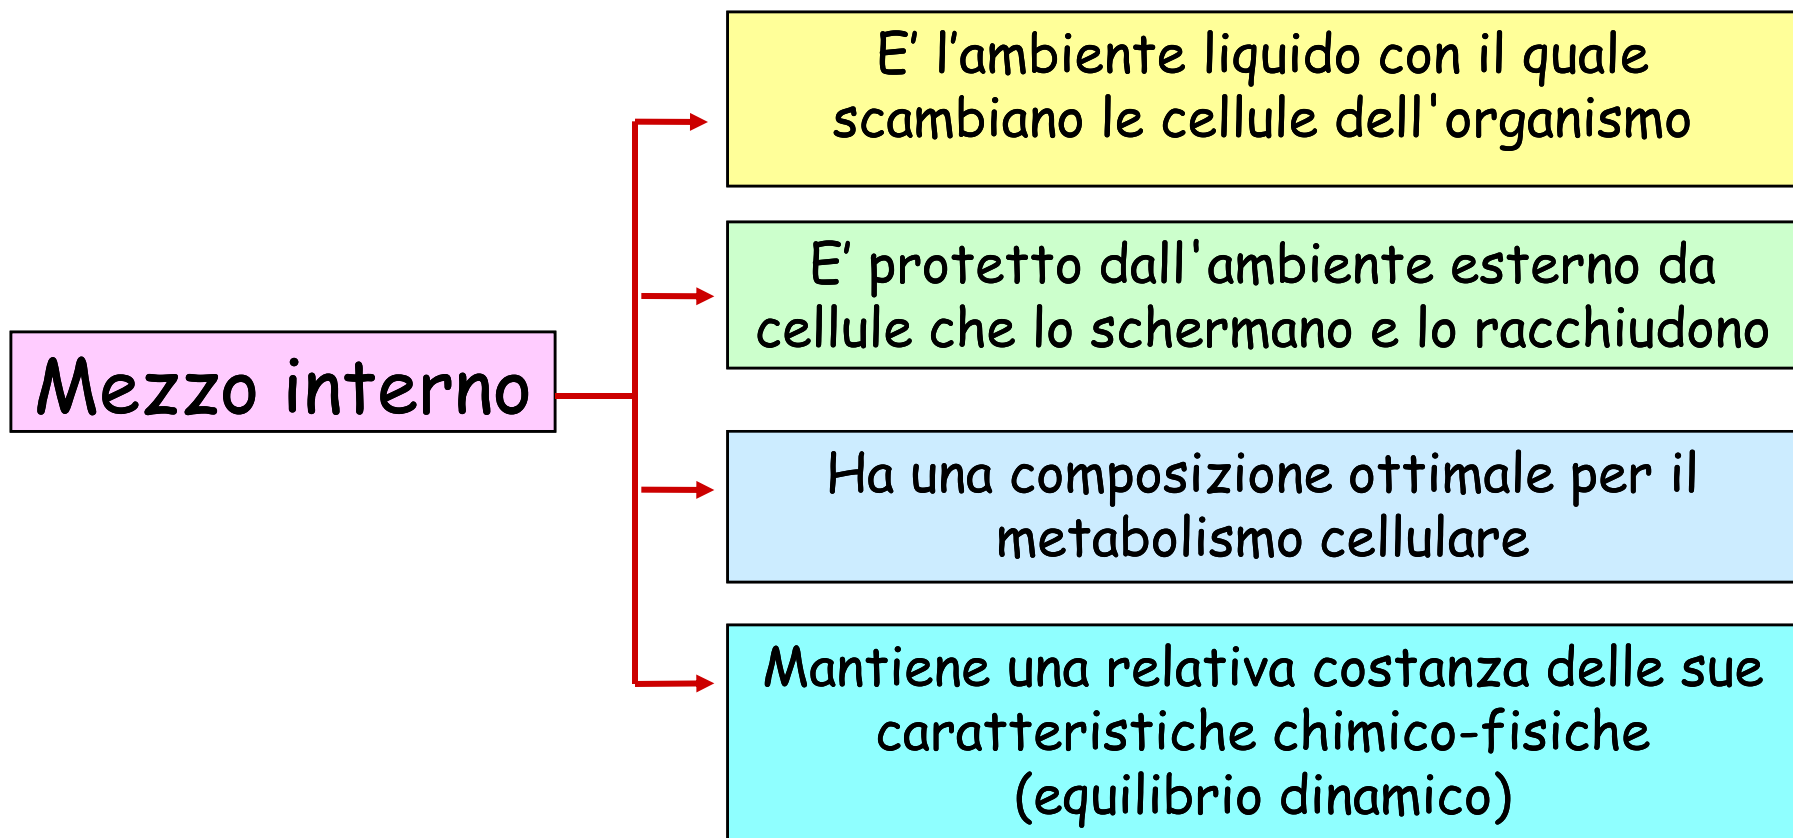 Mezzo interno
E’ l’ambiente liquido con il quale
scambiano le cellule dell'organismo
E’ protetto dall'ambiente esterno da
cellule che lo schermano e lo racchiudono
Ha una composizione ottimale per il
metabolismo cellulare
Mantiene una relativa costanza delle sue
caratteristiche chimico-fisiche
(equilibrio dinamico)